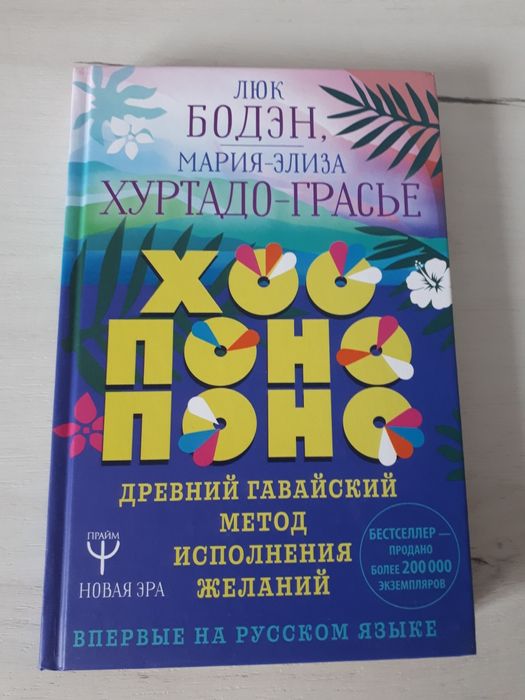 ЛЮК
БОДЭН,
МАРИЯ-ЭЛИЗА
ХУРТАДО-ГРАСЬЕ
ХОО
ПОНО
ПОНО
ДРЕВНИЙ ГАВАЙСКИЙ
МЕТОД
ИСПОЛНЕНИЯ
ЖЕЛАНИЙ
ПРАЙМ
НОВАЯ ЭРА
БЕСТСЕЛЛЕР —
ПРОДАНО
БОЛЕЕ 200 000
ЭКЗЕМПЛЯРОВ
ВПЕРВЫЕ НА РУССКОМ ЯЗЫКЕ